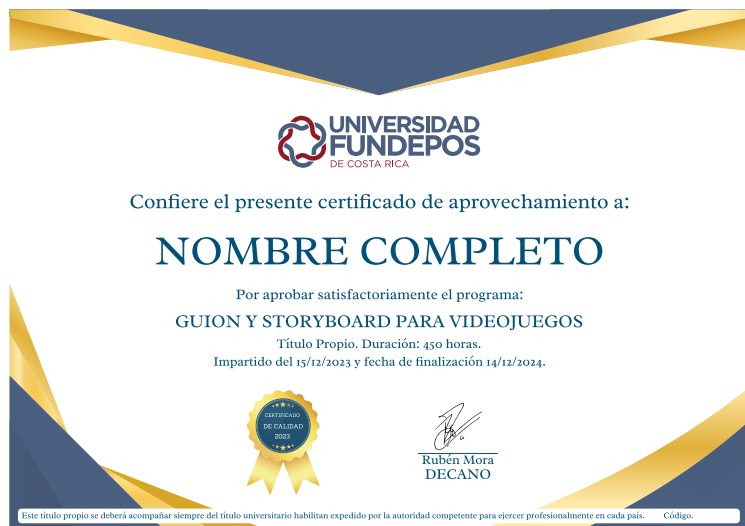 UNIVERSIDAD
FUNDEPOS
DE COSTA RICA
Confiere el presente certificado de aprovechamiento a:
NOMBRE COMPLETO
Por aprobar satisfactoriamente el programa:
GUION Y STORYBOARD PARA VIDEOJUEGOS
Título Propio. Duración: 450 horas.
Impartido del 15/12/2023 y fecha de finalización 14/12/2024.
CERTIFICADO
DE CALIDAD
2023
Rubén Mora
DECANO
Este título propio se deberá acompañar siempre del título universitario habilitan expedido por la autoridad competente para ejercer profesionalmente en cada país. Código.